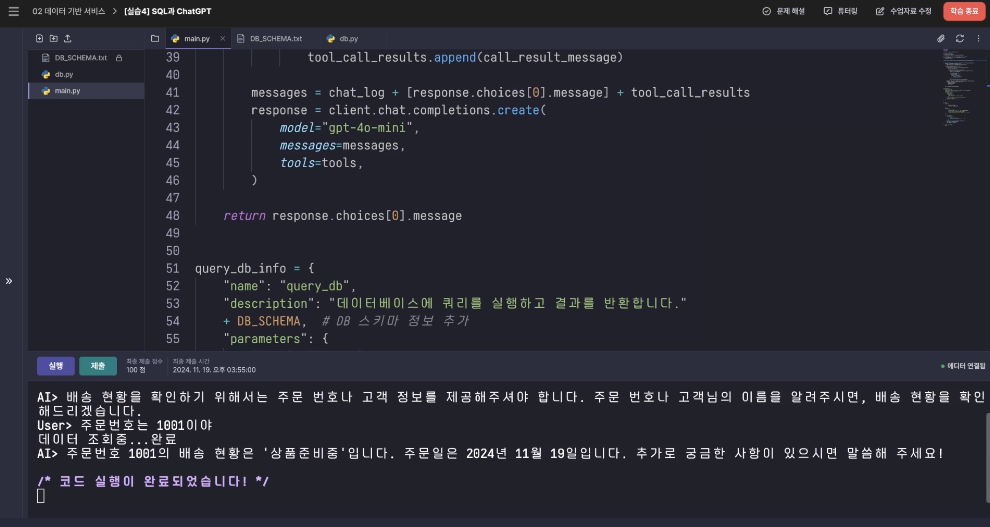 02 데이터 기반 서비스 > [실습4] SQL과 ChatGPT
문제 해설
튜터링
수업자료 수정
학습 종료
main.py ×
DB_SCHEMA.txt
db.py
DB_SCHEMA.txt
db.py
main.py
39 tool_call_results.append(call_result_message)
40
41 messages = chat_log + [response.choices[0].message] + tool_call_results
42 response = client.chat.completions.create(
43 model="gpt-4o-mini",
44 messages=messages,
45 tools=tools,
46 )
47
48 return response.choices[0].message
49
50
51 query_db_info = {
52 "name": "query_db",
53 "description": "데이터베이스에 쿼리를 실행하고 결과를 반환합니다."
54 + DB_SCHEMA, # DB 스키마 정보 추가
55 "parameters": {
»
실행
제출
최종 제출 점수
100 점
최종 제출 시간
2024. 11. 19. 오후 03:55:00
에디터 연결됨
AI> 배송 현황을 확인하기 위해서는 주문 번호나 고객 정보를 제공해주셔야 합니다. 주문 번호나 고객님의 이름을 알려주시면, 배송 현황을 확인
해드리겠습니다.
User> 주문번호는 1001이야
데이터 조회중...완료
AI> 주문번호 1001의 배송 현황은 '상품준비중'입니다. 주문일은 2024년 11월 19일입니다. 추가로 궁금한 사항이 있으시면 말씀해 주세요!
/* 코드 실행이 완료되었습니다! */